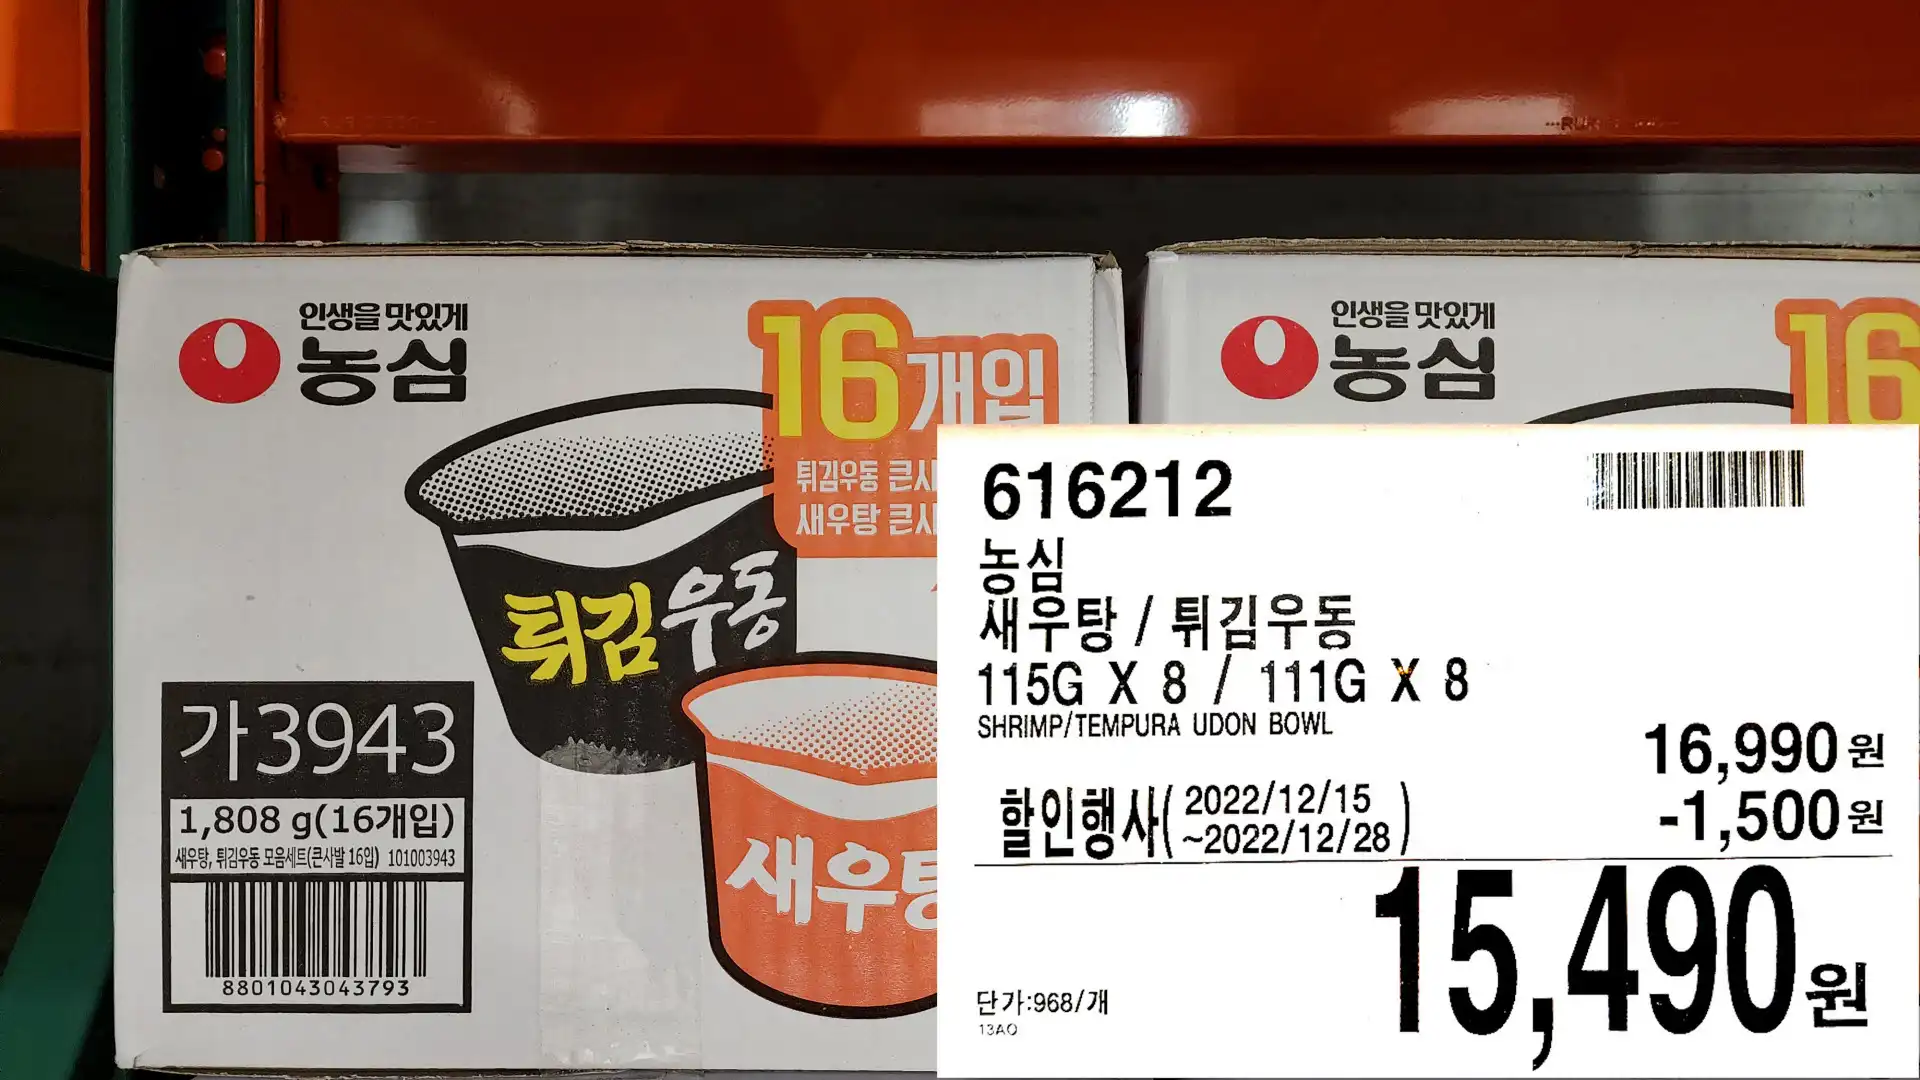 인생을 맛있게
농심
16개입
튀김우동 큰사
새우탕 큰사
튀김우동
새우탕
가3943
1,808 g(16개입)
새우탕, 튀김우동 모음세트(큰사발 16입) 101003943
8801043043793
인생을 맛있게
농심
16
616212
농심
새우탕 / 튀김우동
115G X 8 / 111G X 8
SHRIMP/TEMPURA UDON BOWL
16,990원
할인행사( 2022/12/15
~2022/12/28 )
-1,500원
15,490원
단가:968/개
13AO